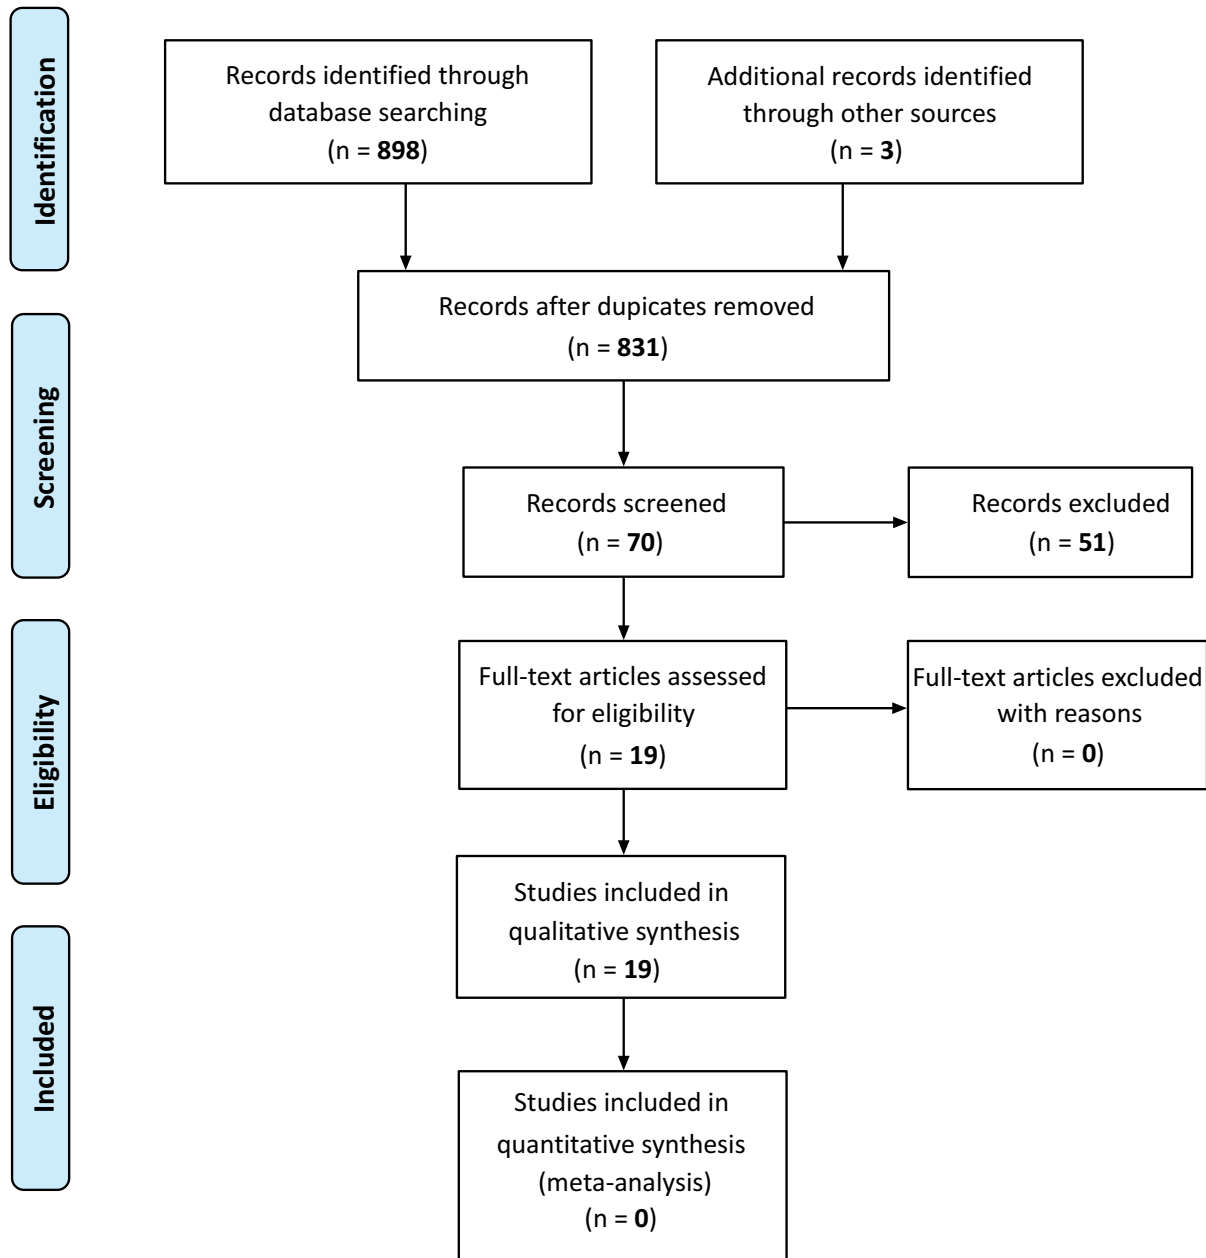 Identification
Records identified through
database searching
(n = 898)
Additional records identified
through other sources
(n = 3)
Records after dupicates removed
(n = 831)
Screening
Records screened
(n = 70)
Records excluded
(n = 51)
Eligibility
Full-text articles assessed
for eligibility
(n = 19)
Full-text articles excluded
with reasons
(n = 0)
Studies included in
qualitative synthesis
(n = 19)
Included
Studies included in
quantitative synthesis
(meta-analysis)
(n = 0)